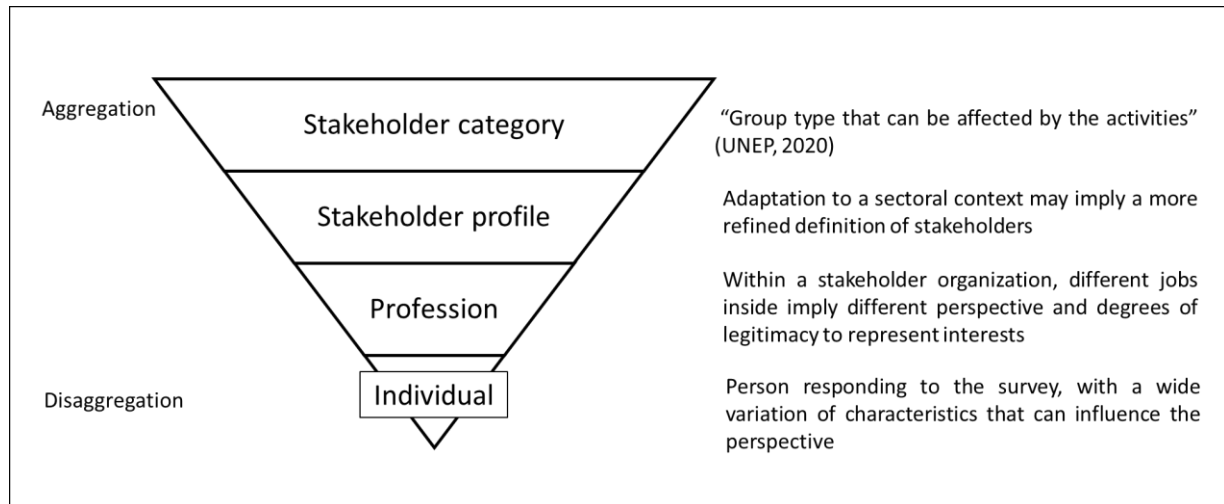 Aggregation
Stakeholder category
“Group type that can be affected by the activities”
(UNEP, 2020)
Stakeholder profile
Adaptation to a sectoral context may imply a more
refined definition of stakeholders
Profession
Within a stakeholder organization, different jobs
inside imply different perspective and degrees of
legitimacy to represent interests
Disaggregation
Individual
Person responding to the survey, with a wide
variation of characteristics that can influence the
perspective